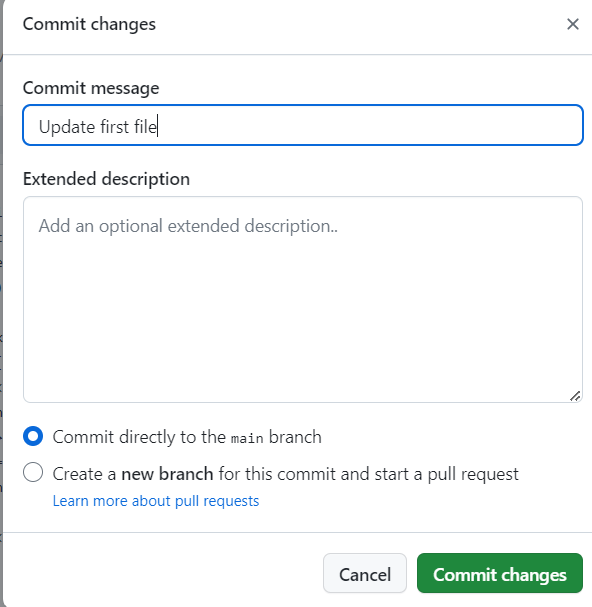 Commit changes
Commit message
Update first file
Extended description
Add an optional extended description..
Commit directly to the main branch
Create a new branch for this commit and start a pull request
Learn more about pull requests
Cancel
Commit changes